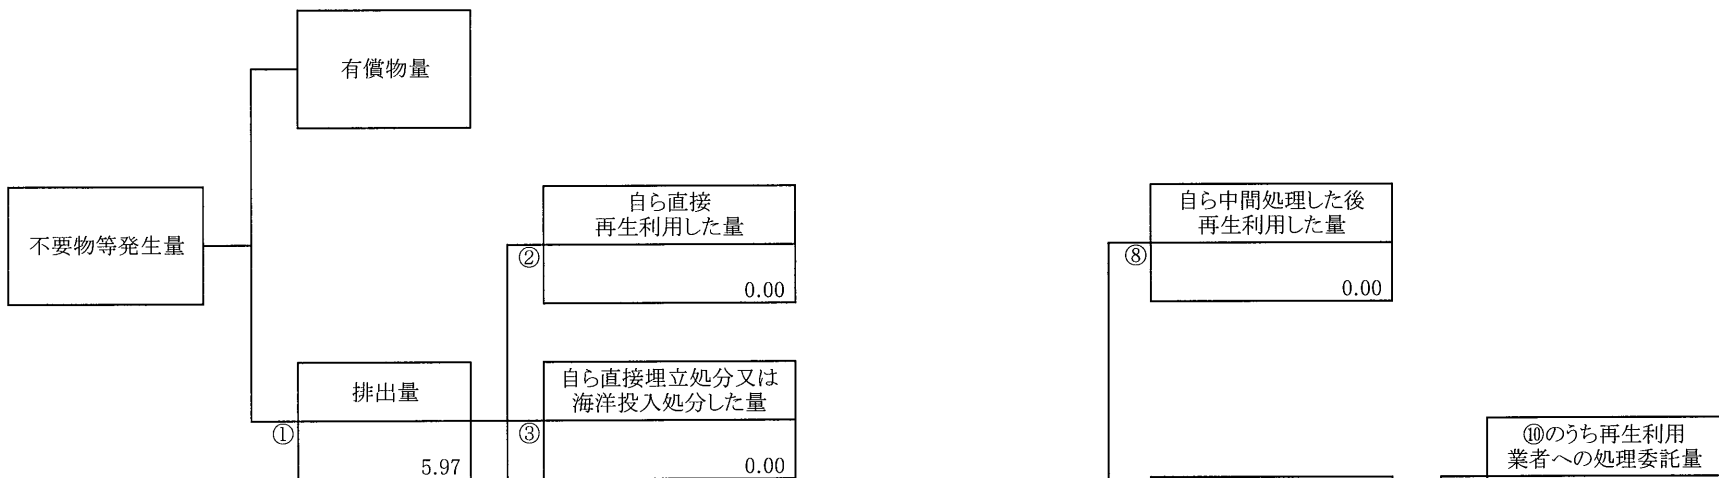 有償物量
不要物等発生量
自ら直接
再生利用した量
②
0.00
自ら中間処理した後
再生利用した量
⑧
0.00
排出量
①
5.97
自ら直接埋立処分又は
海洋投入処分した量
③
0.00
⑩のうち再生利用
業者への処理委託量